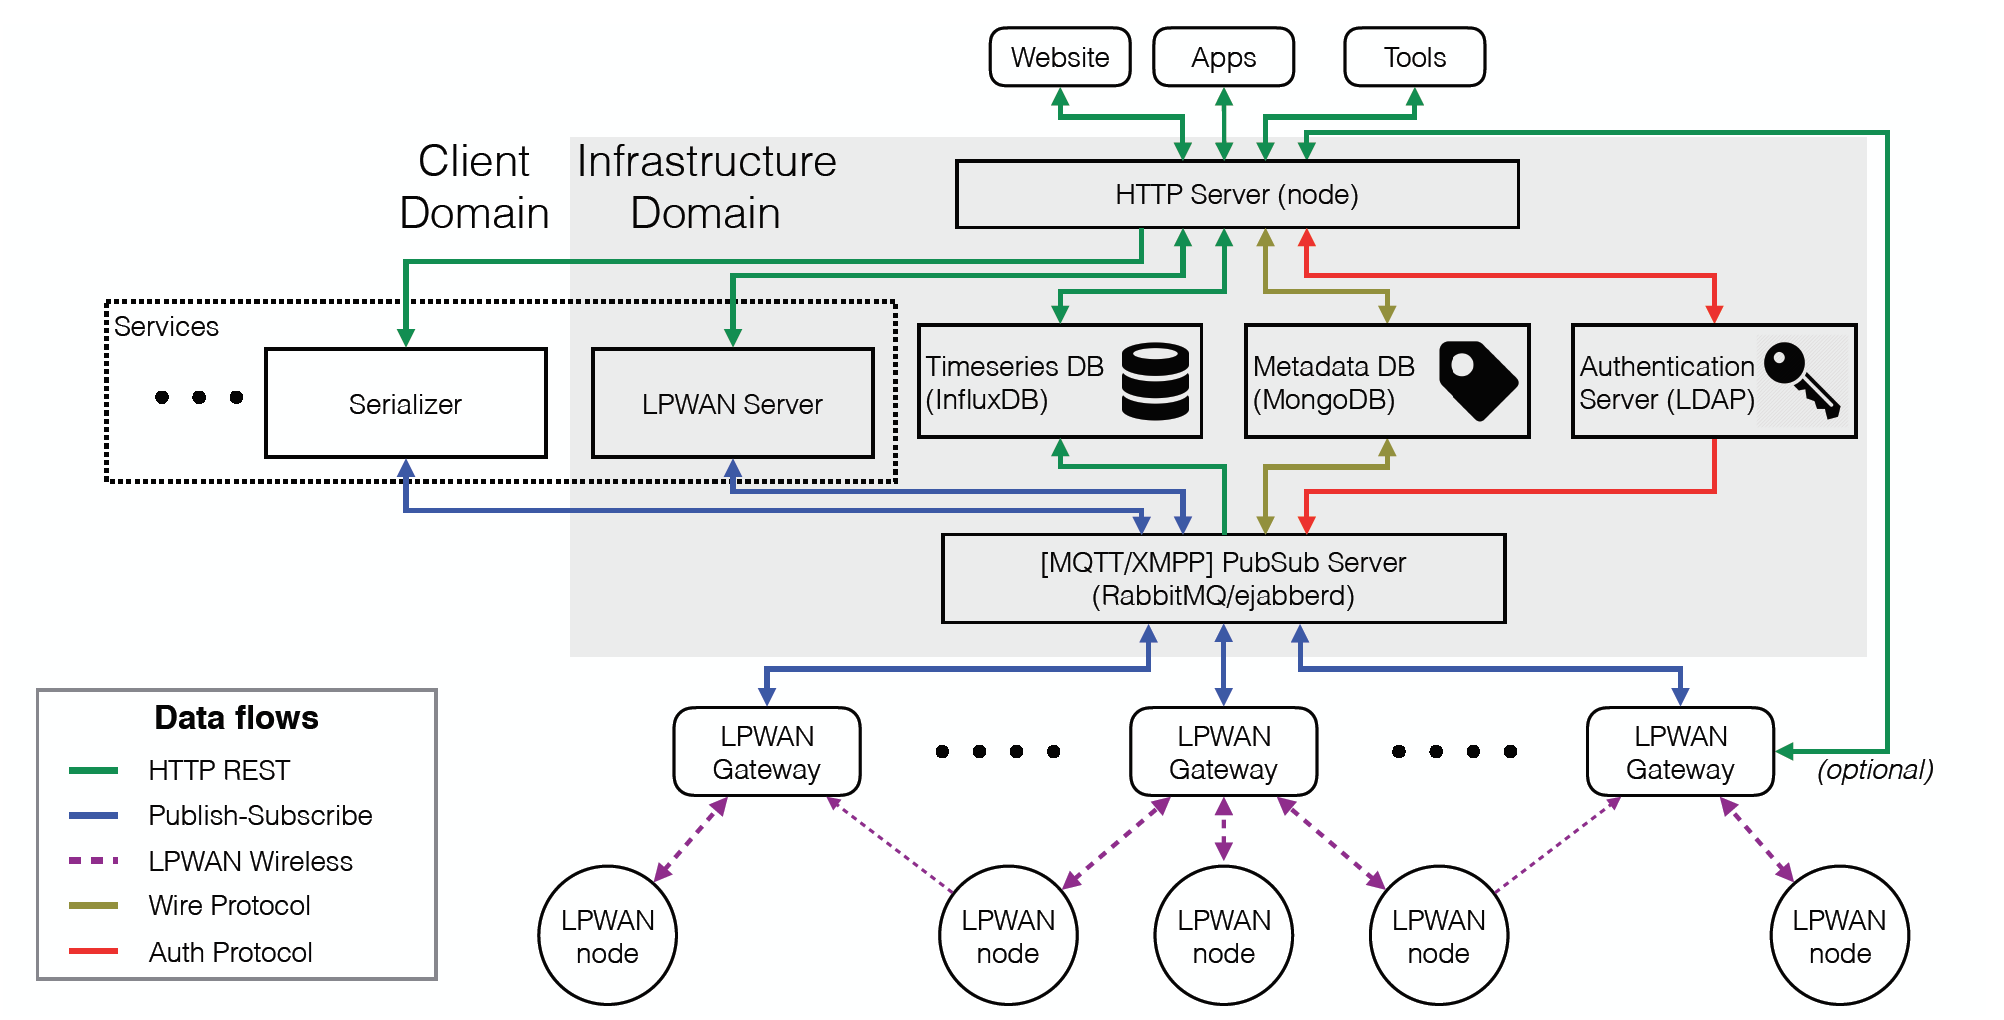 Website
Apps
Tools
Client
Domain
Infrastructure
Domain
HTTP Server (node)
Services
Serializer
LPWAN Server
Timeseries DB
(InfluxDB)
Metadata DB
(MongoDB)
Authentication
Server (LDAP)
[MQTT/XMPP] PubSub Server
(RabbitMQ/ejabberd)
LPWAN
Gateway
LPWAN
Gateway
LPWAN
Gateway
(optional)
Data flows
HTTP REST
Publish-Subscribe
LPWAN Wireless
Wire Protocol
Auth Protocol
LPWAN
node
LPWAN
node
LPWAN
node
LPWAN
node
LPWAN
node